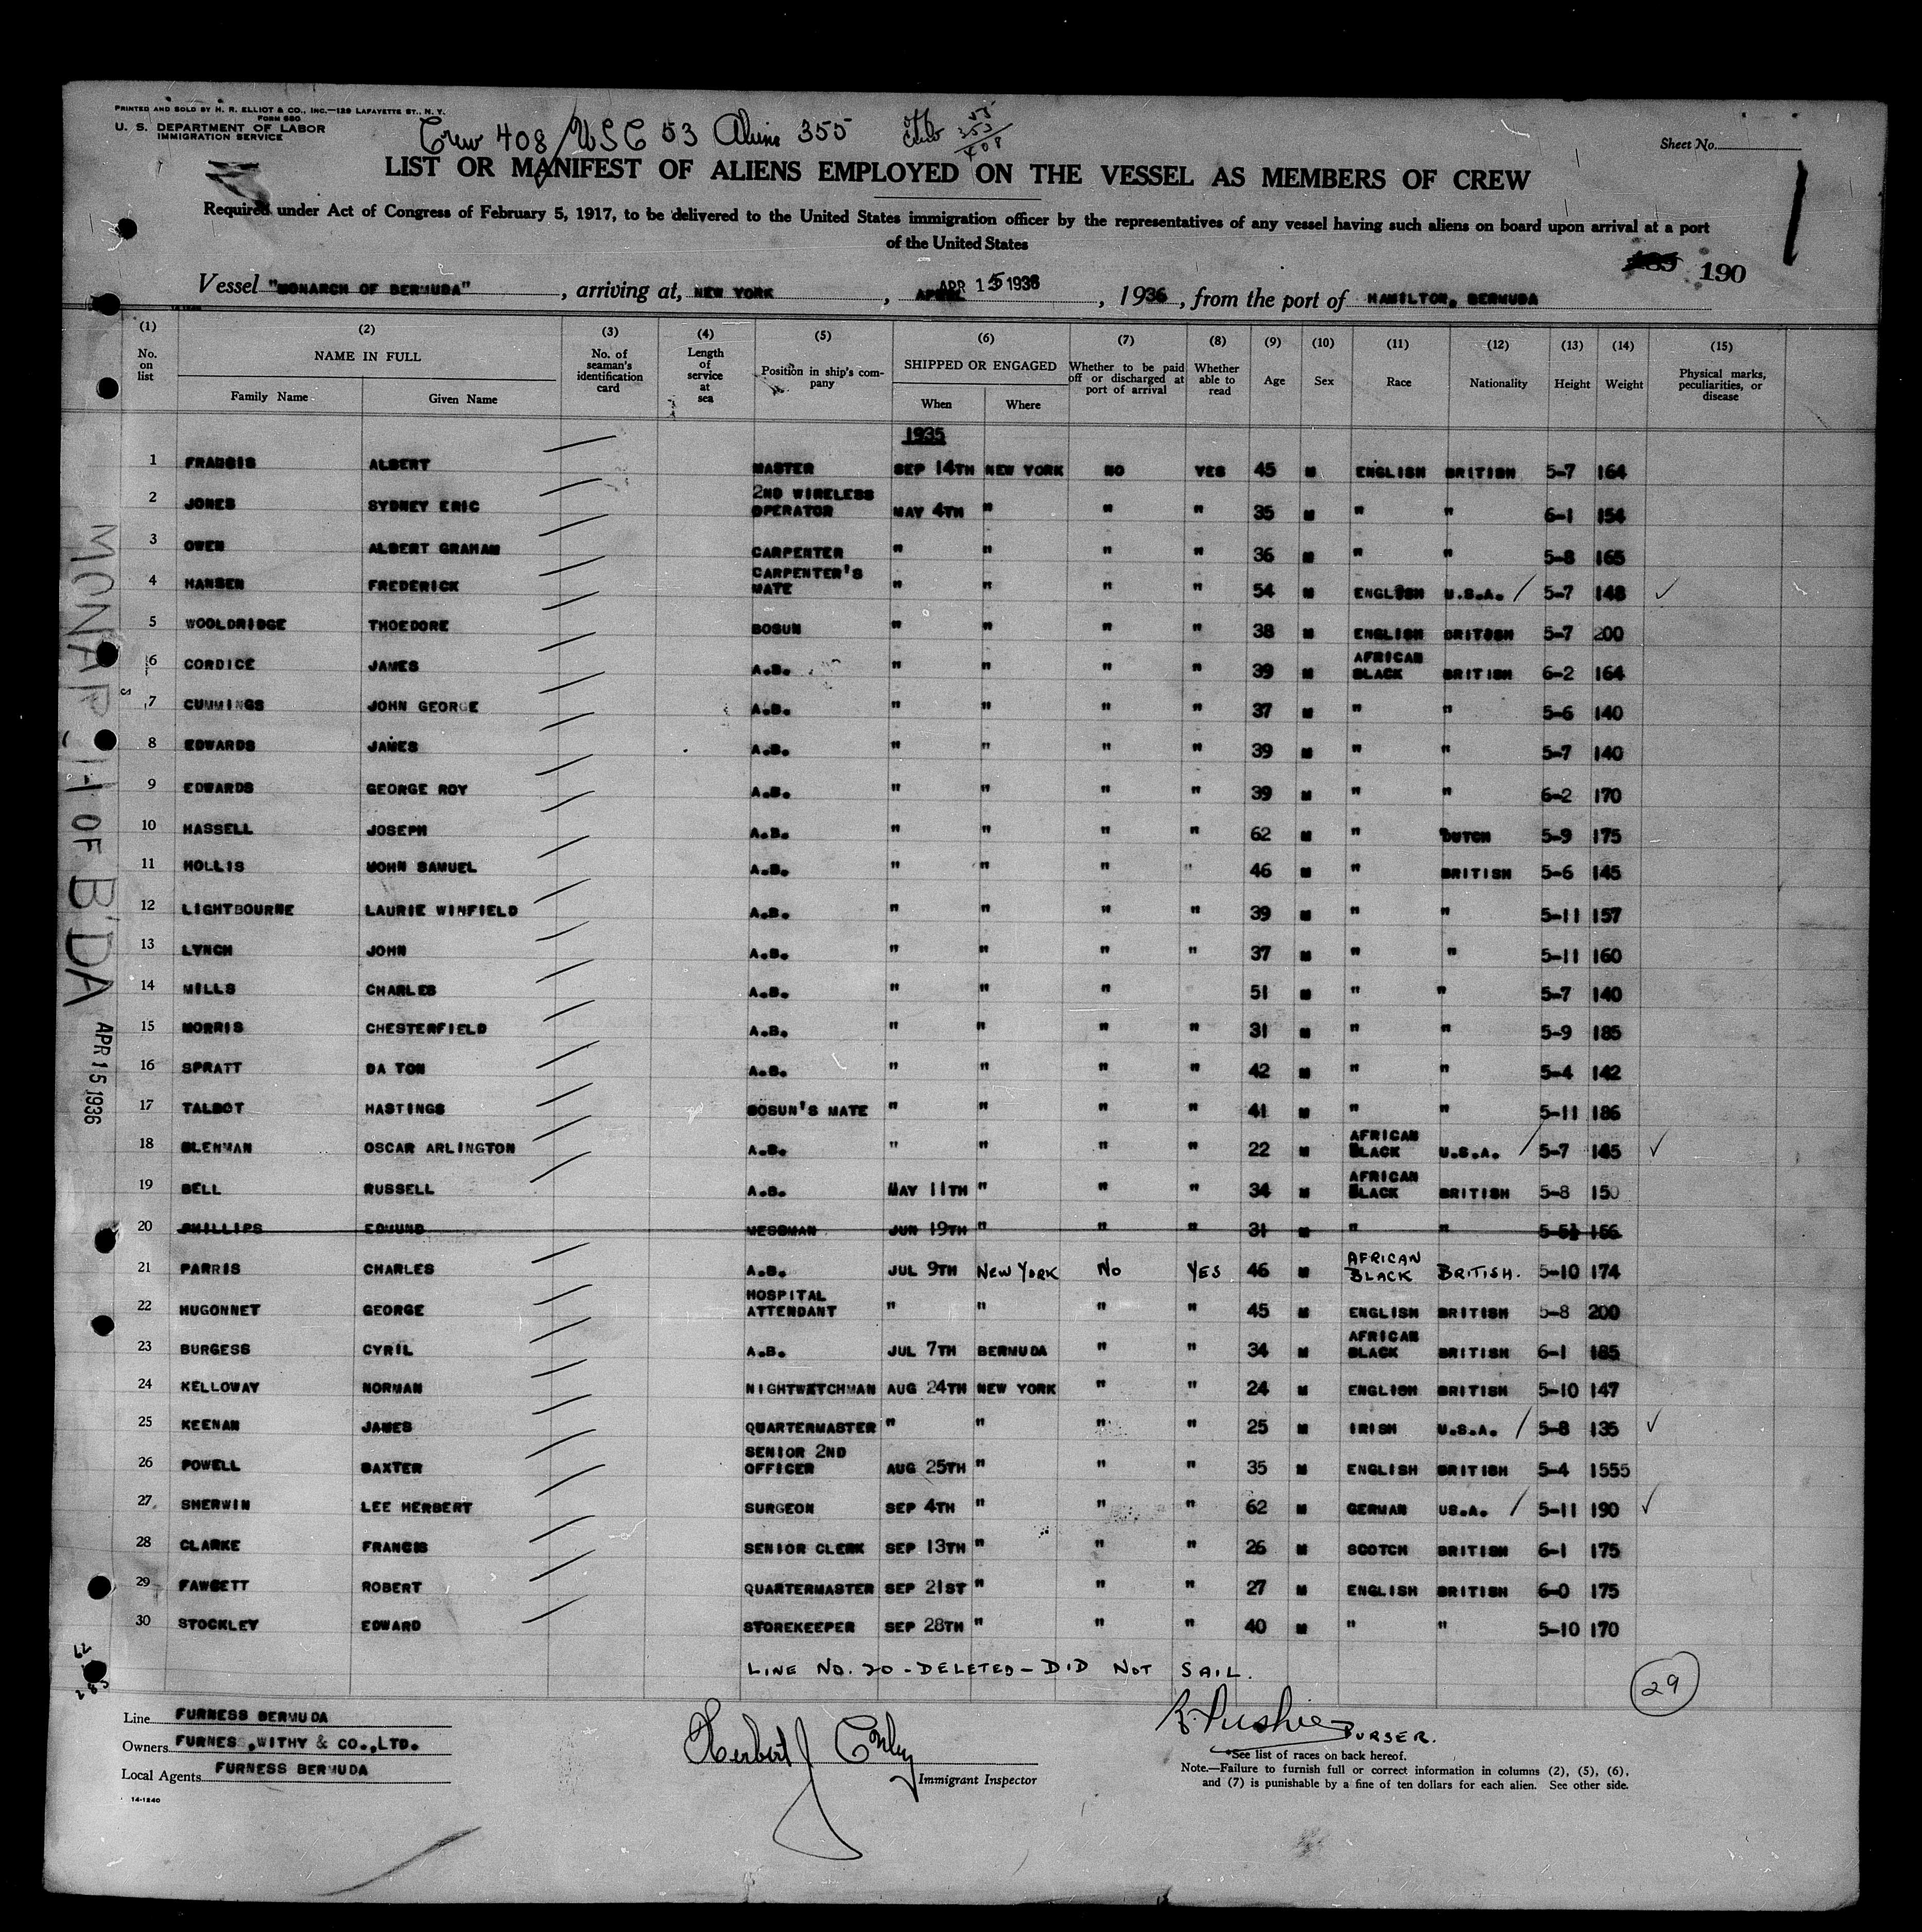 PRINTED AND SOLD BY H. R. ELLIOT & CO., INC.—129 LAFAYETTE ST., N. Y.
FORM 680
U. S. DEPARTMENT OF LABOR
IMMIGRATION SERVICE
Crew 408/USC 53 Aliens 355
55
353
408
Sheet No.
LIST OR MANIFEST OF ALIENS EMPLOYED ON THE VESSEL AS MEMBERS OF CREW
Required under Act of Congress of February 5, 1917, to be delivered to the United States immigration officer by the representatives of any vessel having such aliens on board upon arrival at a port
of the United States
190
Vessel "MONARCH OF BERMUDA", arriving at, NEW YORK, APRIL APR 15 1936, 1936, from the port of HAMILTON, BERMUDA
(1) (2) (3) (4) (5) (6) (7) (8) (9) (10) (11) (12) (13) (14) (15)
No. on list NAME IN FULL Family Name Given Name No. of seaman's identification card Length of service at sea Position in ship's company SHIPPED OR ENGAGED When Where Whether to be paid off or discharged at port of arrival Whether able to read Age Sex Race Nationality Height Weight Physical marks, peculiarities, or disease
1935
1 FRANCIS ALBERT MASTER SEP 14TH NEW YORK NO YES 45 M ENGLISH BRITISH 5-7 164
2 JONES SYDNEY ERIC 2ND WIRELESS OPERATOR MAY 4TH " " " 35 M " " 6-1 154
3 OWEN ALBERT GRAHAM CARPENTER " " " " 36 M " " 5-8 165
4 HANSEN FREDERICK CARPENTER'S MATE " " " " 54 M ENGLISH U.S.A. / 5-7 148 ✓
5 WOOLDRIDGE THOEDORE BOSUN " " " " 38 M ENGLISH BRITISH 5-7 200
6 CORDICE JAMES A.B. " " " " 39 M AFRICAN BLACK BRITISH 6-2 164
7 CUMMINGS JOHN GEORGE A.B. " " " " 37 M " " 5-6 140
8 EDWARDS JAMES A.B. " " " " 39 M " " 5-7 140
9 EDWARDS GEORGE ROY A.B. " " " " 39 M " " 6-2 170
10 HASSELL JOSEPH A.B. " " " " 62 M " DUTCH 5-9 175
11 HOLLIS JOHN SAMUEL A.B. " " " " 46 M " BRITISH 5-6 145
12 LIGHTBOURNE LAURIE WINFIELD A.B. " " " " 39 M " " 5-11 157
13 LYNCH JOHN A.B. " " " " 37 M " " 5-11 160
14 MILLS CHARLES A.B. " " " 51 M " " 5-7 140
15 MORRIS CHESTERFIELD A.B. " " " " 31 M " " 5-9 185
16 SPRATT DA TON A.B. " " " " 42 M " " 5-4 142
17 TALBOT HASTINGS BOSUN'S MATE " " " " 41 M " " 5-11 186
18 BLENMAN OSCAR ARLINGTON A.B. " " " " 22 M AFRICAN BLACK U.S.A. / 5-7 145 ✓
19 BELL RUSSELL A.B. MAY 11TH " " " 34 M AFRICAN BLACK BRITISH 5-8 150
20 PHILLIPS EDMUND MESSMAN JUN 19TH " " " 31 M " " 5-5½ 156
21 PARRIS CHARLES A.B. JUL 9TH NEW YORK NO YES 46 M AFRICAN BLACK BRITISH. 5-10 174
22 HUGONNET GEORGE HOSPITAL ATTENDANT " " " " 45 M ENGLISH BRITISH 5-8 200
23 BURGESS CYRIL A.B. JUL 7TH BERMUDA " " 34 M AFRICAN BLACK BRITISH 6-1 185
24 KELLOWAY NORMAN NIGHTWATCHMAN AUG 24TH NEW YORK " " 24 M ENGLISH BRITISH 5-10 147
25 KEENAN JAMES QUARTERMASTER " " " " 25 M IRISH U.S.A. / 5-8 135 ✓
26 POWELL BAXTER SENIOR 2ND OFFICER AUG 25TH " " " 35 M ENGLISH BRITISH 5-4 1555
27 SHERWIN LEE HERBERT SURGEON SEP 4TH " " " 62 M GERMAN US.A. / 5-11 190 ✓
28 CLARKE FRANCIS SENIOR CLERK SEP 13TH " " " 26 M SCOTCH BRITISH 6-1 175
29 FAWCETT ROBERT QUARTERMASTER SEP 21ST " " " 27 M ENGLISH BRITISH 6-0 175
30 STOCKLEY EDWARD STOREKEEPER SEP 28TH " " " 40 M " " 5-10 170
LINE NO. 20 - DELETED - DID NOT SAIL.
29
Line FURNESS BERMUDA
Owners FURNESS,WITHY & CO.,LTD.
Local Agents FURNESS BERMUDA
14-1240
Herbert J Conley
Immigrant Inspector
R. Pushie PURSER.
*See list of races on back hereof.
Note.—Failure to furnish full or correct information in columns (2), (5), (6),
and (7) is punishable by a fine of ten dollars for each alien. See other side.
MONARCH OF B'DA
APR 15 1936